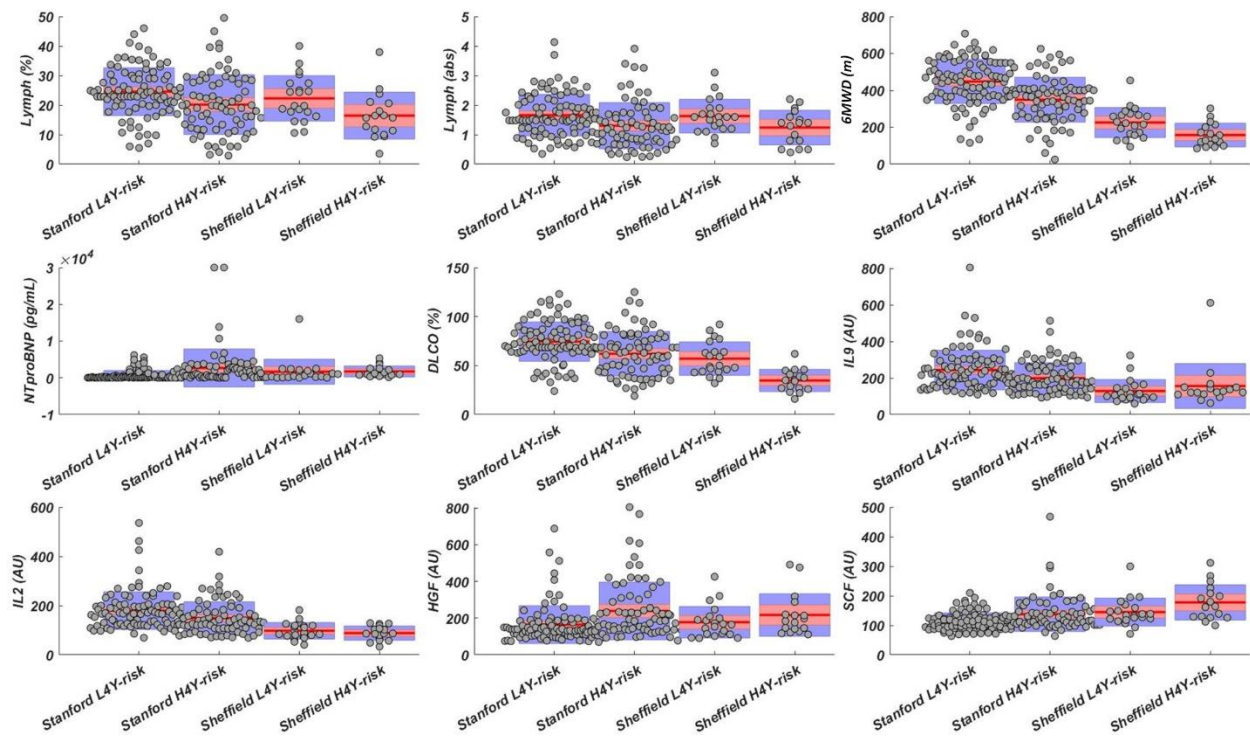 50
40
30
20
10
0
Lymph (%)
Stanford L4Y-risk
Stanford H4Y-risk
Sheffield L4Y-risk
Sheffield H4Y-risk
5
4
3
2
1
0
Lymph (abs)
Stanford L4Y-risk
Stanford H4Y-risk
Sheffield L4Y-risk
Sheffield H4Y-risk
800
600
400
200
0
6MWD (m)
Stanford L4Y-risk
Stanford H4Y-risk
Sheffield L4Y-risk
Sheffield H4Y-risk
×10⁴
3
2
1
0
-1
NTproBNP (pg/mL)
Stanford L4Y-risk
Stanford H4Y-risk
Sheffield L4Y-risk
Sheffield H4Y-risk
150
100
50
0
DLCO (%)
Stanford L4Y-risk
Stanford H4Y-risk
Sheffield L4Y-risk
Sheffield H4Y-risk
800
600
400
200
0
IL9 (AU)
Stanford L4Y-risk
Stanford H4Y-risk
Sheffield L4Y-risk
Sheffield H4Y-risk
600
400
200
0
IL2 (AU)
Stanford L4Y-risk
Stanford H4Y-risk
Sheffield L4Y-risk
Sheffield H4Y-risk
800
600
400
200
0
HGF (AU)
Stanford L4Y-risk
Stanford H4Y-risk
Sheffield L4Y-risk
Sheffield H4Y-risk
500
400
300
200
100
0
SCF (AU)
Stanford L4Y-risk
Stanford H4Y-risk
Sheffield L4Y-risk
Sheffield H4Y-risk